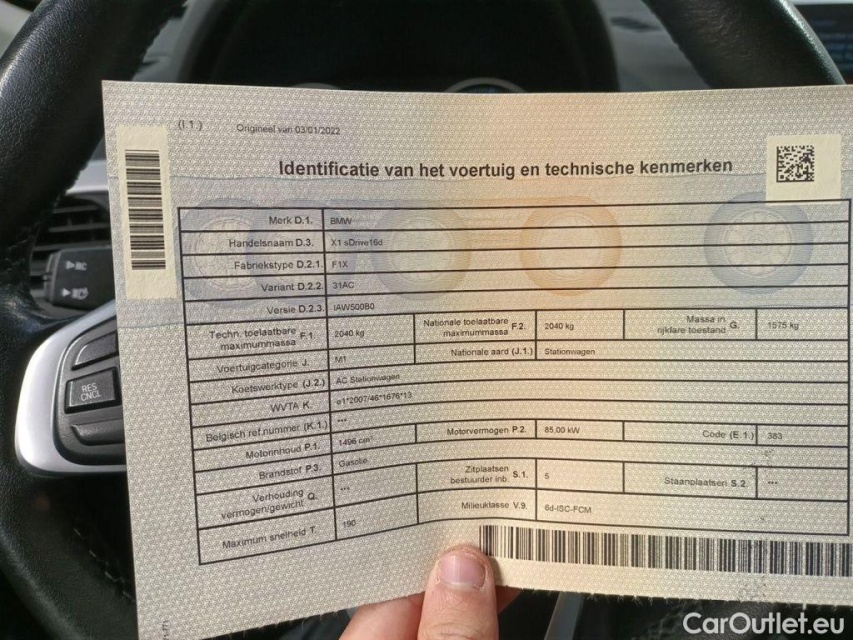 (I.1.) Origineel van 03/01/2022
Identificatie van het voertuig en technische kenmerken
Merk D.1. BMW
Handelsnaam D.3. X1 sDrive16d
Fabriekstype D.2.1. F1X
Variant D.2.2. 31AC
Versie D.2.3. IAW500B0
Techn. toelaatbare maximummassa F.1. 2040 kg Nationale toelaatbare maximummassa F.2. 2040 kg Massa in rijklare toestand G. 1575 kg
Voertuigcategorie J. M1 Nationale aard (J.1.) Stationwagen
Koetswerktype (J.2.) AC Stationwagen
WVTA K. e1*2007/46*1676*13
Belgisch ref.nummer (K.1.) ---
Motorinhoud P.1. 1496 cm³ Motorvermogen P.2. 85,00 kW Code (E.1.) 383
Brandstof P.3. Gasolie
Verhouding vermogen/gewicht Q. --- Zitplaatsen bestuurder inb. S.1. 5 Staanplaatsen S.2 ---
Maximum snelheid T. 190 Milieuklasse V.9. 6d-ISC-FCM
RES
CNCL
CarOutlet.eu